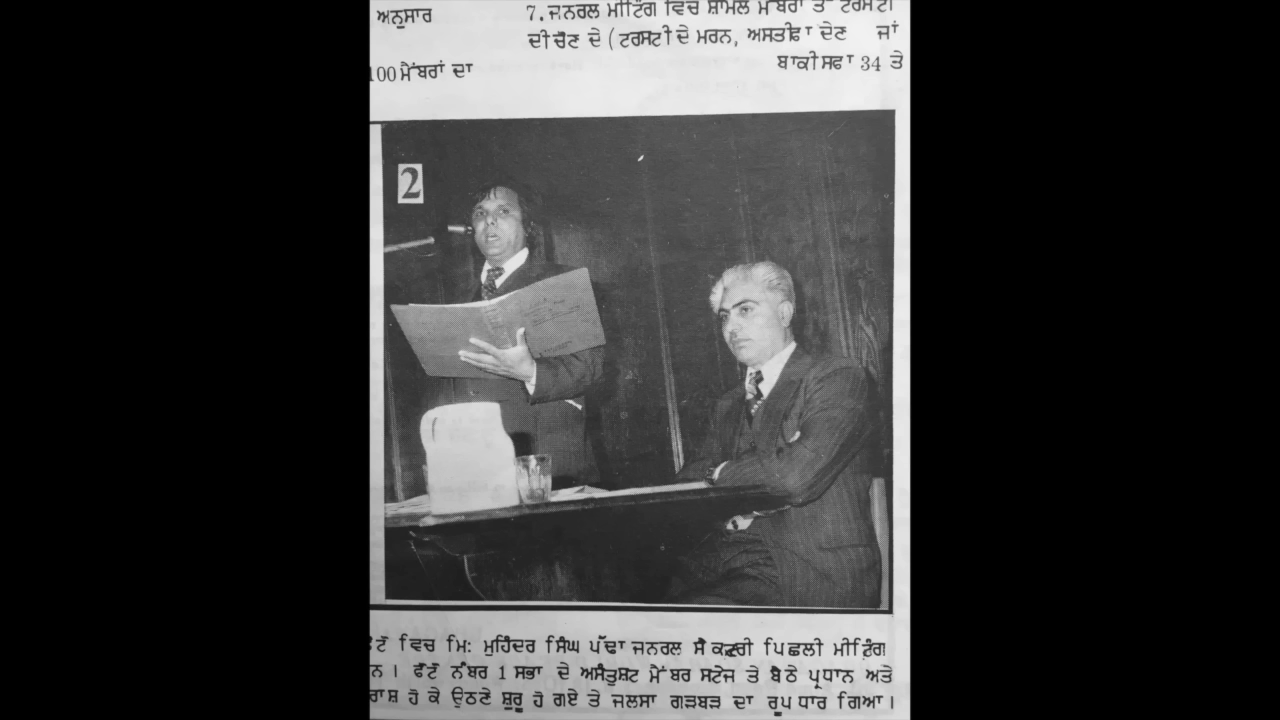 ਅਨੁਸਾਰ
7. ਜਨਰਲ ਮੀਟਿੰਗ ਵਿਚ ਸ਼ਾਮਲ ਮੈਂਬਰਾਂ ਤੇ ਟਰਸਟੀ
ਦੀ ਚੋਣ ਦੇ (ਟਰਸਟੀ ਦੇ ਮਰਨ, ਅਸਤੀਫਾ ਦੇਣ ਜਾਂ
100 ਮੈਂਬਰਾਂ ਦਾ
ਬਾਕੀ ਸਫਾ 34 ਤੇ
2
ਵਿਚ ਮਿ: ਮੁਹਿੰਦਰ ਸਿੰਘ ਪੱਢਾ ਜਨਰਲ ਸੈਕਟਰੀ ਪਿਛਲੀ ਮੀਟਿੰਗ
ਨ। ਫੋਟੋ ਨੰਬਰ 1 ਸਭਾ ਦੇ ਅਸੰਤੁਸ਼ਟ ਮੈਂਬਰ ਸਟੇਜ ਤੇ ਬੈਠੇ ਪ੍ਰਧਾਨ ਅਤੇ
ਰਾਸ਼ ਹੋ ਕੇ ਉਠਣੇ ਸ਼ੁਰੂ ਹੋ ਗਏ ਤੇ ਜਲਸਾ ਗੜਬੜ ਦਾ ਰੂਪ ਧਾਰ ਗਿਆ।